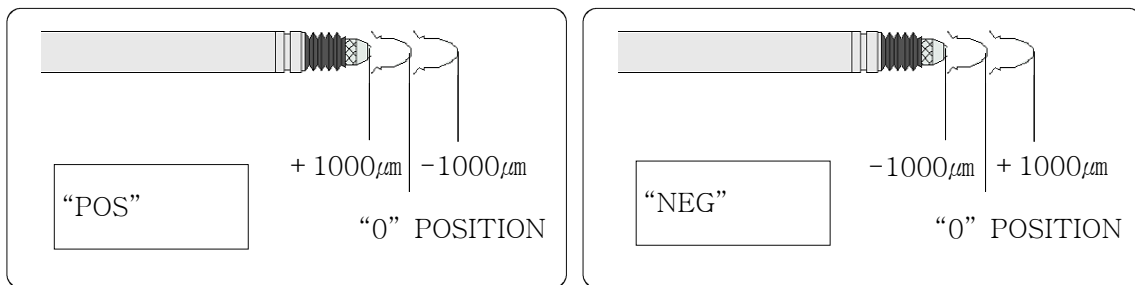 + 1000㎛ -1000㎛
“POS”
“0” POSITION
-1000㎛ + 1000㎛
“NEG”
“0” POSITION